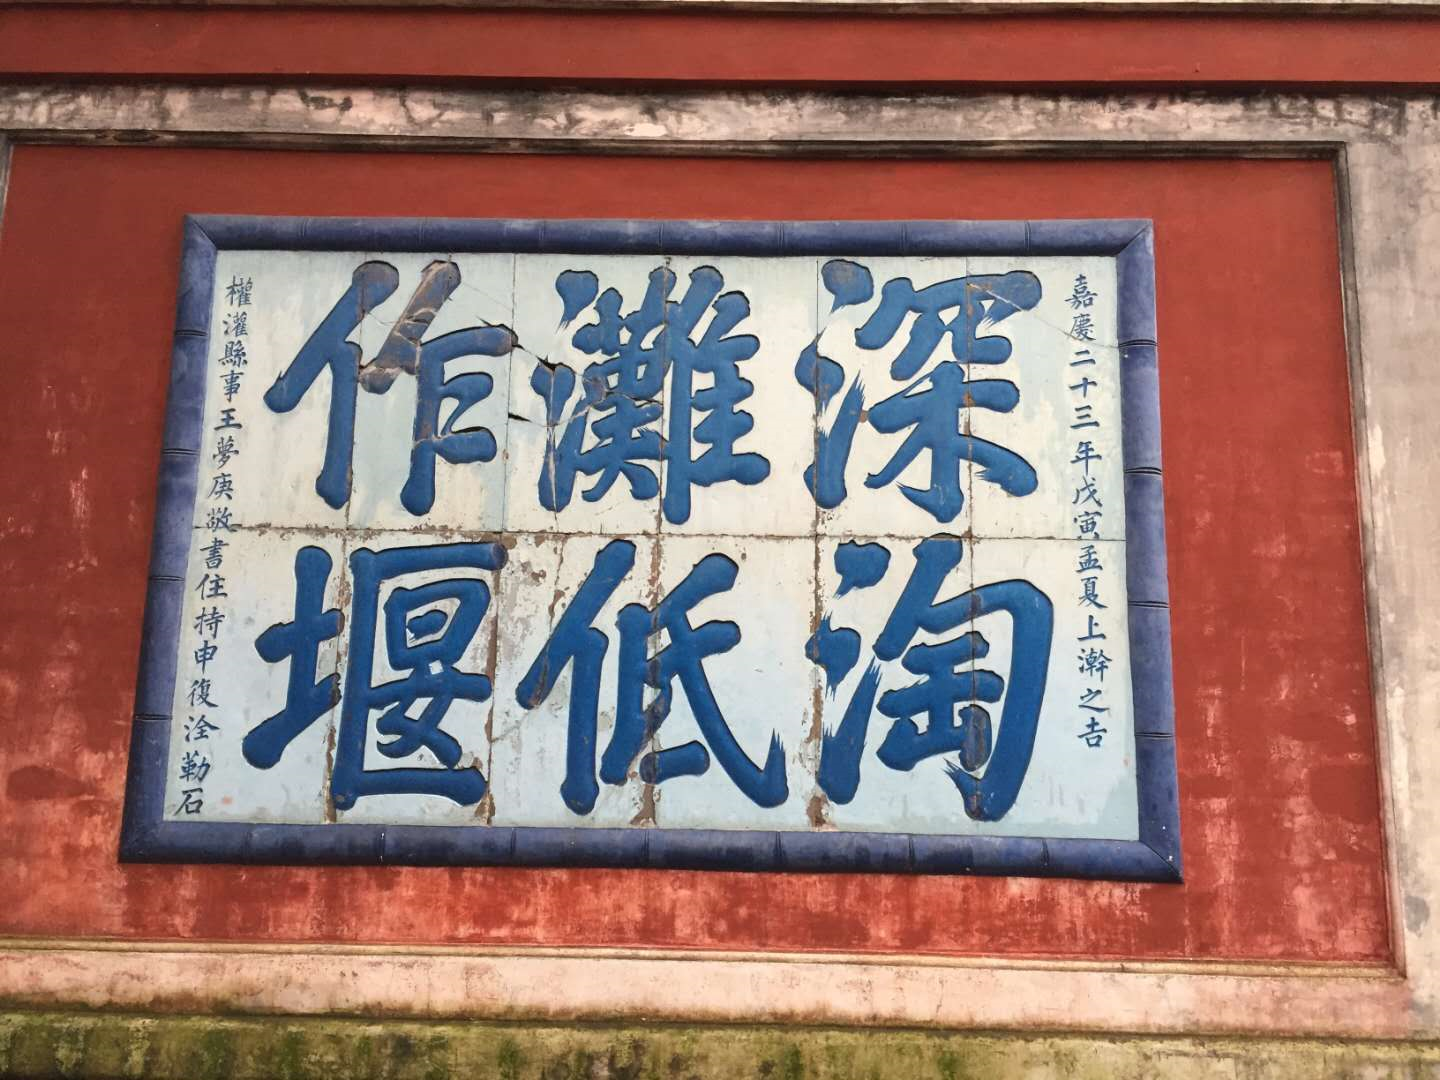 嘉慶二十三年戊寅孟夏上澣之吉
深淘
灘低
作堰
權灌縣事王夢庚敬書住持申復淦勒石